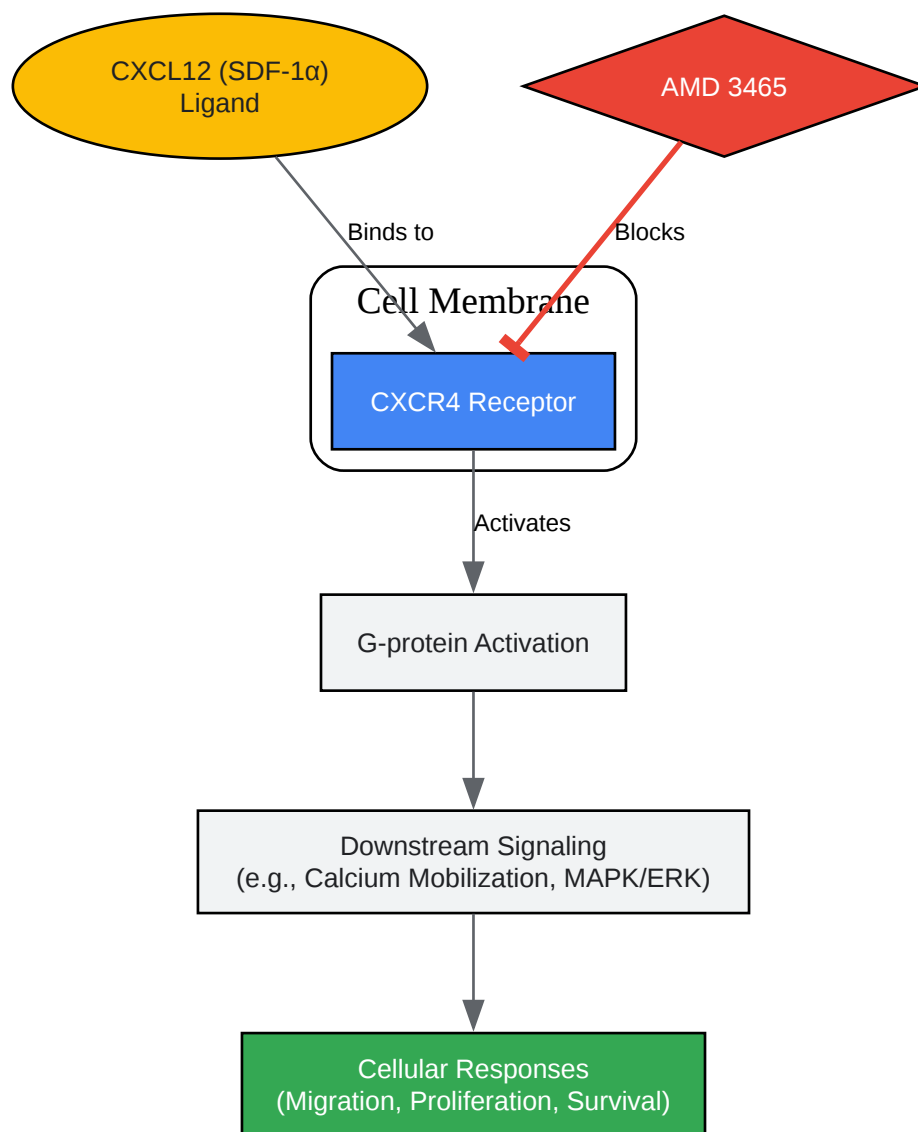 CXCL12 (SDF-1α)
Ligand
AMD 3465
Binds to
Blocks
Cell Membrane
CXCR4 Receptor
Activates
G-protein Activation
Downstream Signaling
(e.g., Calcium Mobilization, MAPK/ERK)
Cellular Responses
(Migration, Proliferation, Survival)